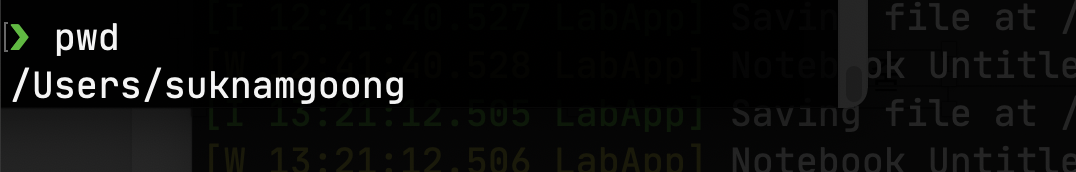 [I 12:41:40.527 LabApp] Saving file at /
❯ pwd
[W 12:41:40.528 LabApp] Notebook Untitle
/Users/suknamgoong
[I 13:21:12.505 LabApp] Saving file at /
[W 13:21:12.506 LabApp] Notebook Untitle